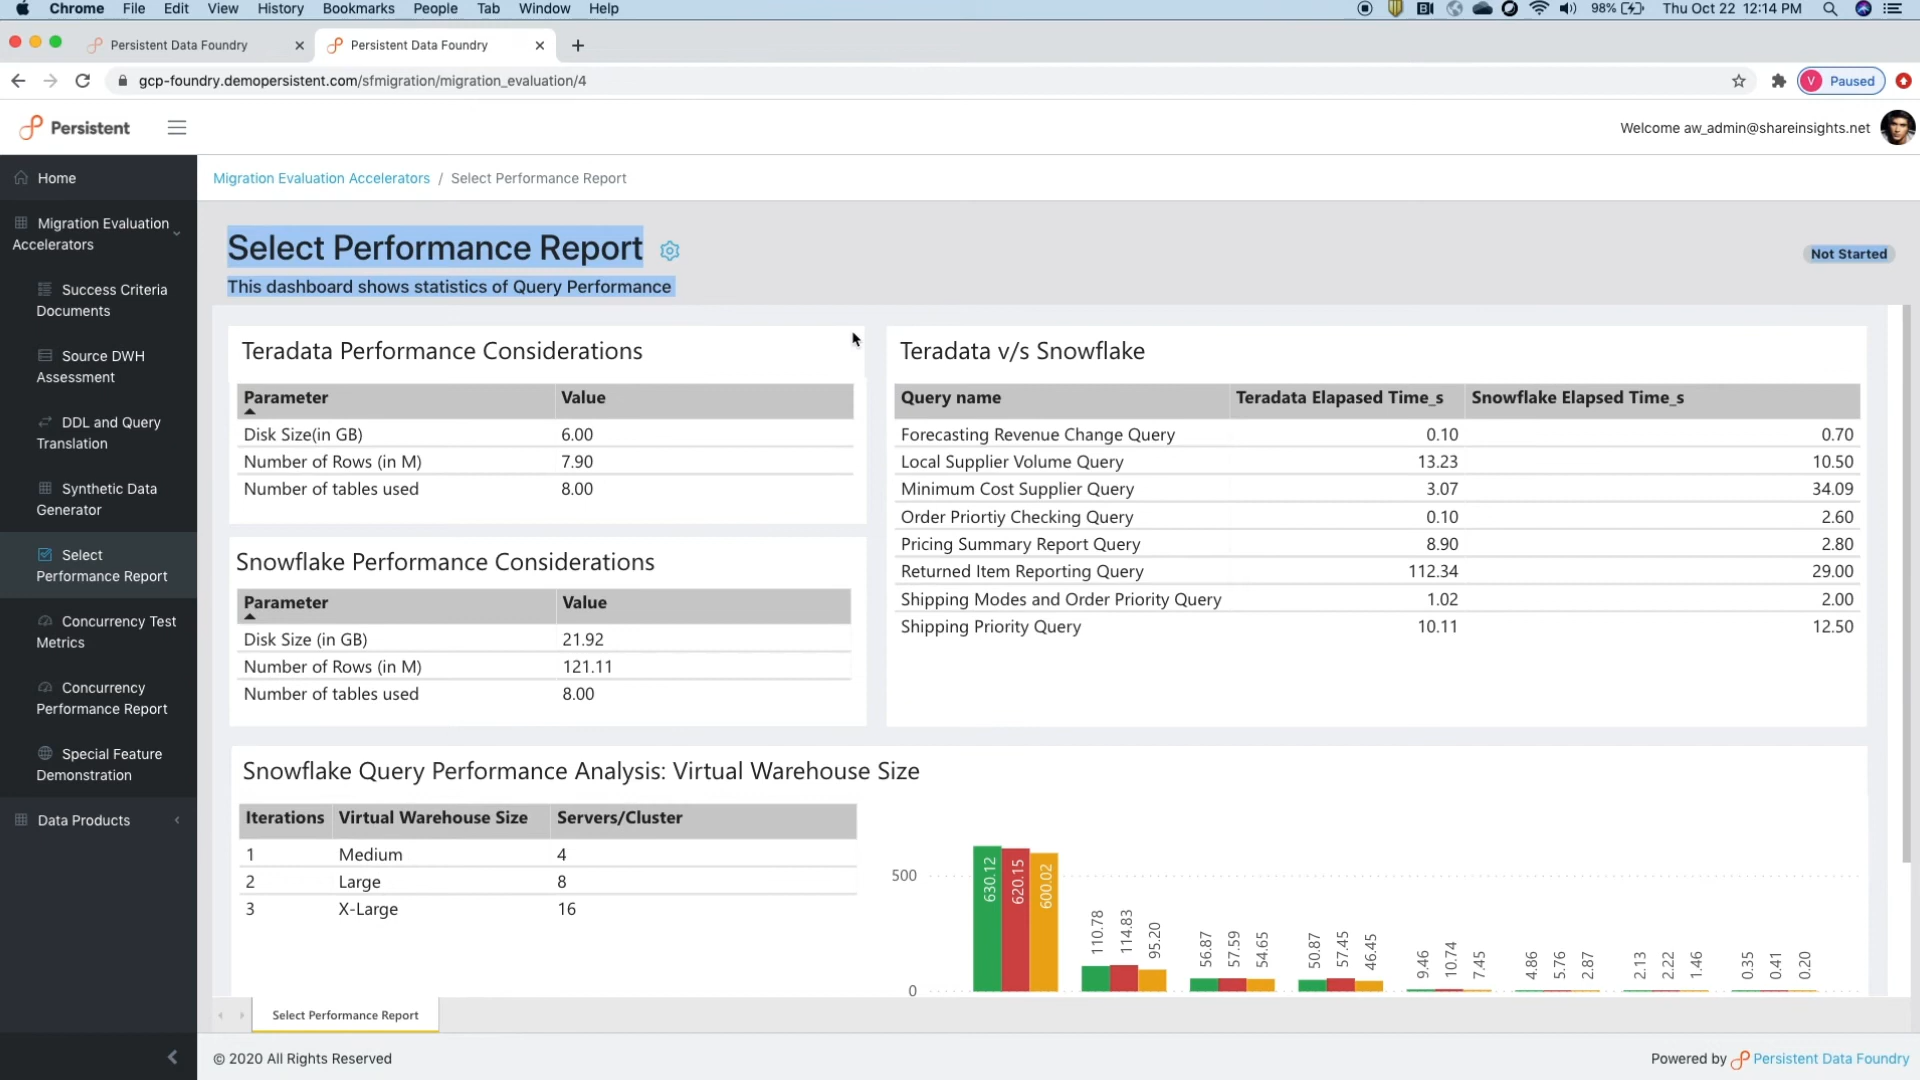 Chrome File Edit View History Bookmarks People Tab Window Help 98% Thu Oct 22 12:14 PM
Persistent Data Foundry Persistent Data Foundry
gcp-foundry.demopersistent.com/sfmigration/migration_evaluation/4 V Paused
Persistent Welcome aw_admin@shareinsights.net
Home
Migration Evaluation
Accelerators
Success Criteria
Documents
Source DWH
Assessment
DDL and Query
Translation
Synthetic Data
Generator
Select
Performance Report
Concurrency Test
Metrics
Concurrency
Performance Report
Special Feature
Demonstration
Data Products
Migration Evaluation Accelerators / Select Performance Report
Select Performance Report
Not Started
This dashboard shows statistics of Query Performance
Teradata Performance Considerations
Parameter Value
Disk Size(in GB) 6.00
Number of Rows (in M) 7.90
Number of tables used 8.00
Snowflake Performance Considerations
Parameter Value
Disk Size (in GB) 21.92
Number of Rows (in M) 121.11
Number of tables used 8.00
Teradata v/s Snowflake
Query name Teradata Elapased Time_s Snowflake Elapsed Time_s
Forecasting Revenue Change Query 0.10 0.70
Local Supplier Volume Query 13.23 10.50
Minimum Cost Supplier Query 3.07 34.09
Order Priortiy Checking Query 0.10 2.60
Pricing Summary Report Query 8.90 2.80
Returned Item Reporting Query 112.34 29.00
Shipping Modes and Order Priority Query 1.02 2.00
Shipping Priority Query 10.11 12.50
Snowflake Query Performance Analysis: Virtual Warehouse Size
Iterations Virtual Warehouse Size Servers/Cluster
1 Medium 4
2 Large 8
3 X-Large 16
500
0
630.12 620.15 600.02 110.78 114.83 95.20 56.87 57.59 54.65 50.87 57.45 46.45 9.46 10.74 7.45 4.86 5.76 2.87 2.13 2.22 1.46 0.35 0.41 0.20
Select Performance Report
© 2020 All Rights Reserved Powered by Persistent Data Foundry